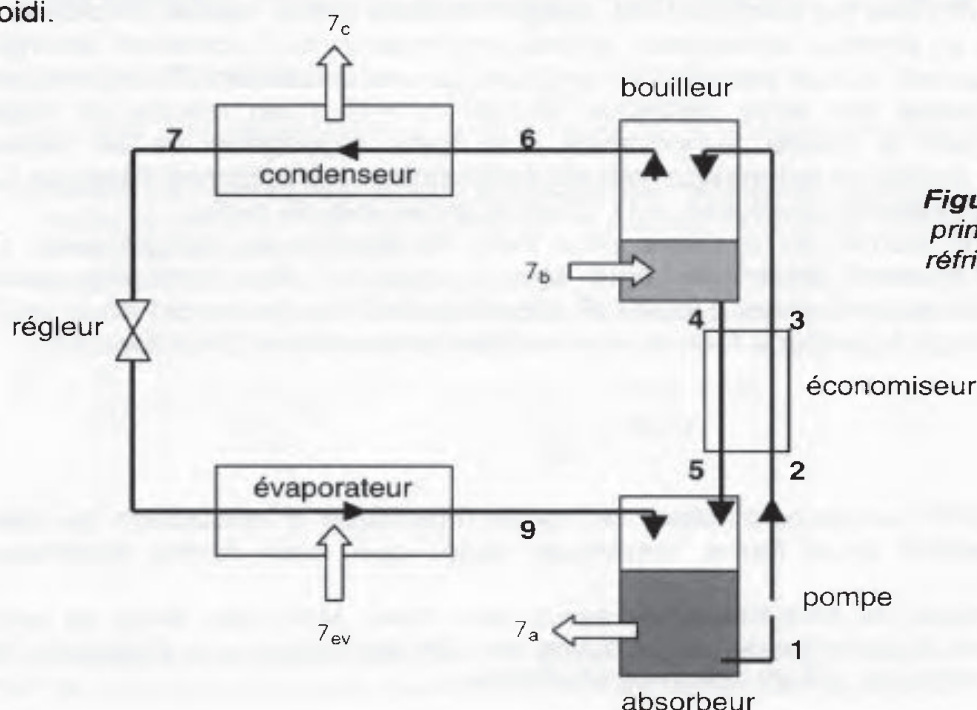 oidi.
7c
bouilleur
7
6
condenseur
Figu
prin
réfri
7b
régleur
4
3
économiseur
5
2
évaporateur
9
pompe
7ev
7a
1
absorbeur